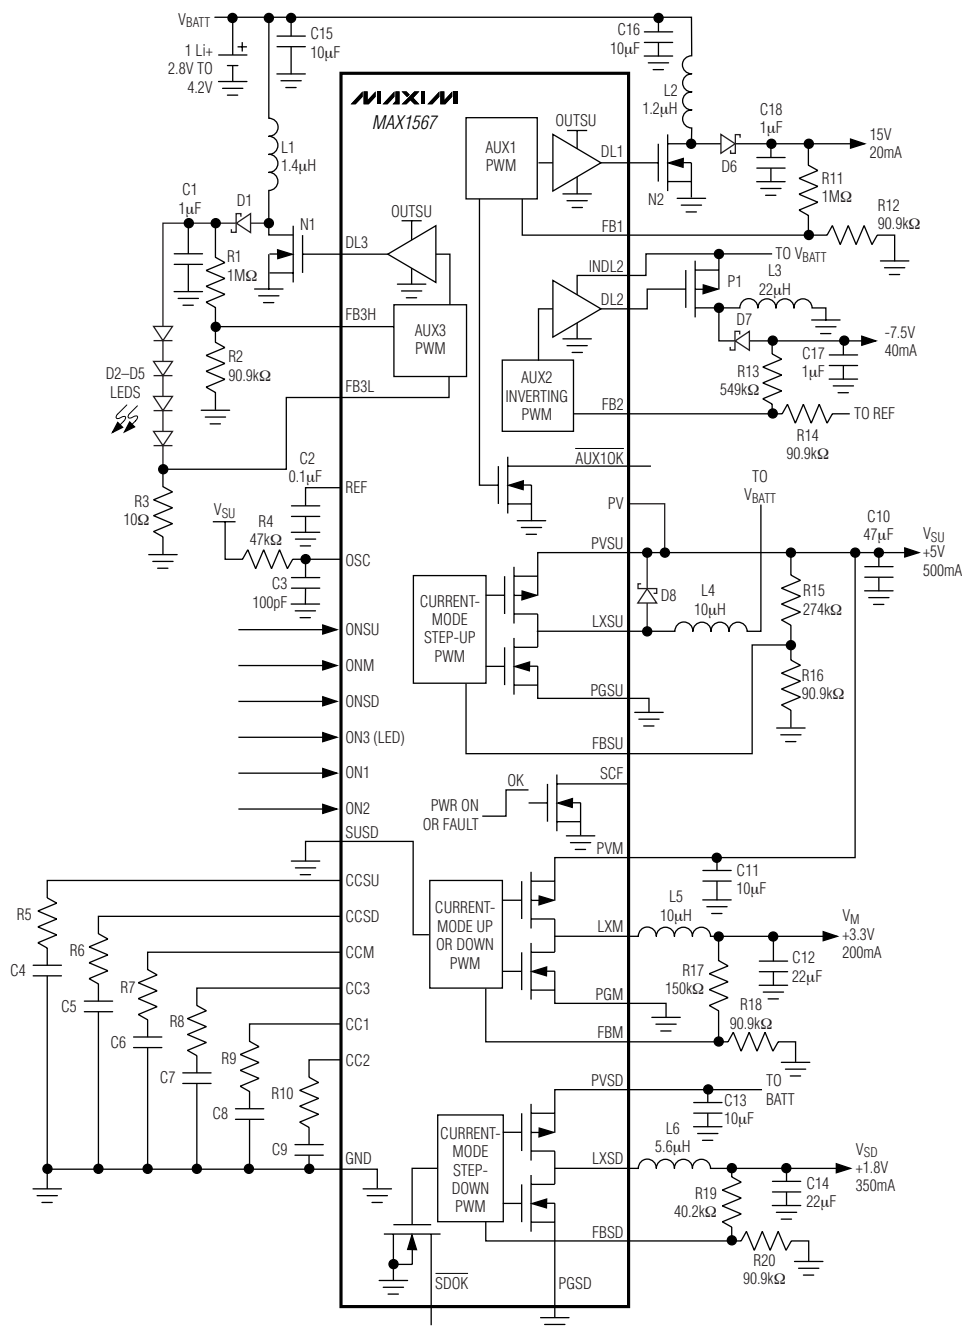 VBATT
1 Li+
2.8V TO
4.2V
+
C15
10µF
C16
10µF
MAXIM
MAX1567
L1
1.4µH
L2
1.2µH
C18
1µF
15V
20mA
AUX1
PWM
OUTSU
DL1
N2
D6
R11
1MΩ
R12
90.9kΩ
FB1
C1
1µF
D1
N1
R1
1MΩ
DL3
OUTSU
INDL2
TO VBATT
DL2
P1
L3
22µH
FB3H
AUX3
PWM
D7
-7.5V
40mA
C17
1µF
R2
90.9kΩ
D2–D5
LEDS
FB3L
AUX2
INVERTING
PWM
R13
549kΩ
FB2
TO REF
R14
90.9kΩ
AUX1OK
C2
0.1µF
REF
R3
10Ω
VSU
R4
47kΩ
OSC
C3
100pF
PV
TO
VBATT
C10
47µF
VSU
+5V
500mA
PVSU
CURRENT-
MODE
STEP-UP
PWM
D8
L4
10µH
R15
274kΩ
LXSU
R16
90.9kΩ
PGSU
FBSU
ONSU
ONM
ONSD
ON3 (LED)
ON1
ON2
SCF
OK
PWR ON
OR FAULT
SUSD
PVM
C11
10µF
CCSU
CCSD
CCM
CC3
CC1
CC2
GND
R5
C4
R6
C5
R7
C6
R8
C7
R9
C8
R10
C9
CURRENT-
MODE UP
OR DOWN
PWM
LXM
L5
10µH
VM
+3.3V
200mA
C12
22µF
R17
150kΩ
PGM
R18
90.9kΩ
FBM
PVSD
TO
BATT
C13
10µF
CURRENT-
MODE
STEP-
DOWN
PWM
LXSD
L6
5.6µH
VSD
+1.8V
350mA
C14
22µF
R19
40.2kΩ
FBSD
R20
90.9kΩ
SDOK
PGSD